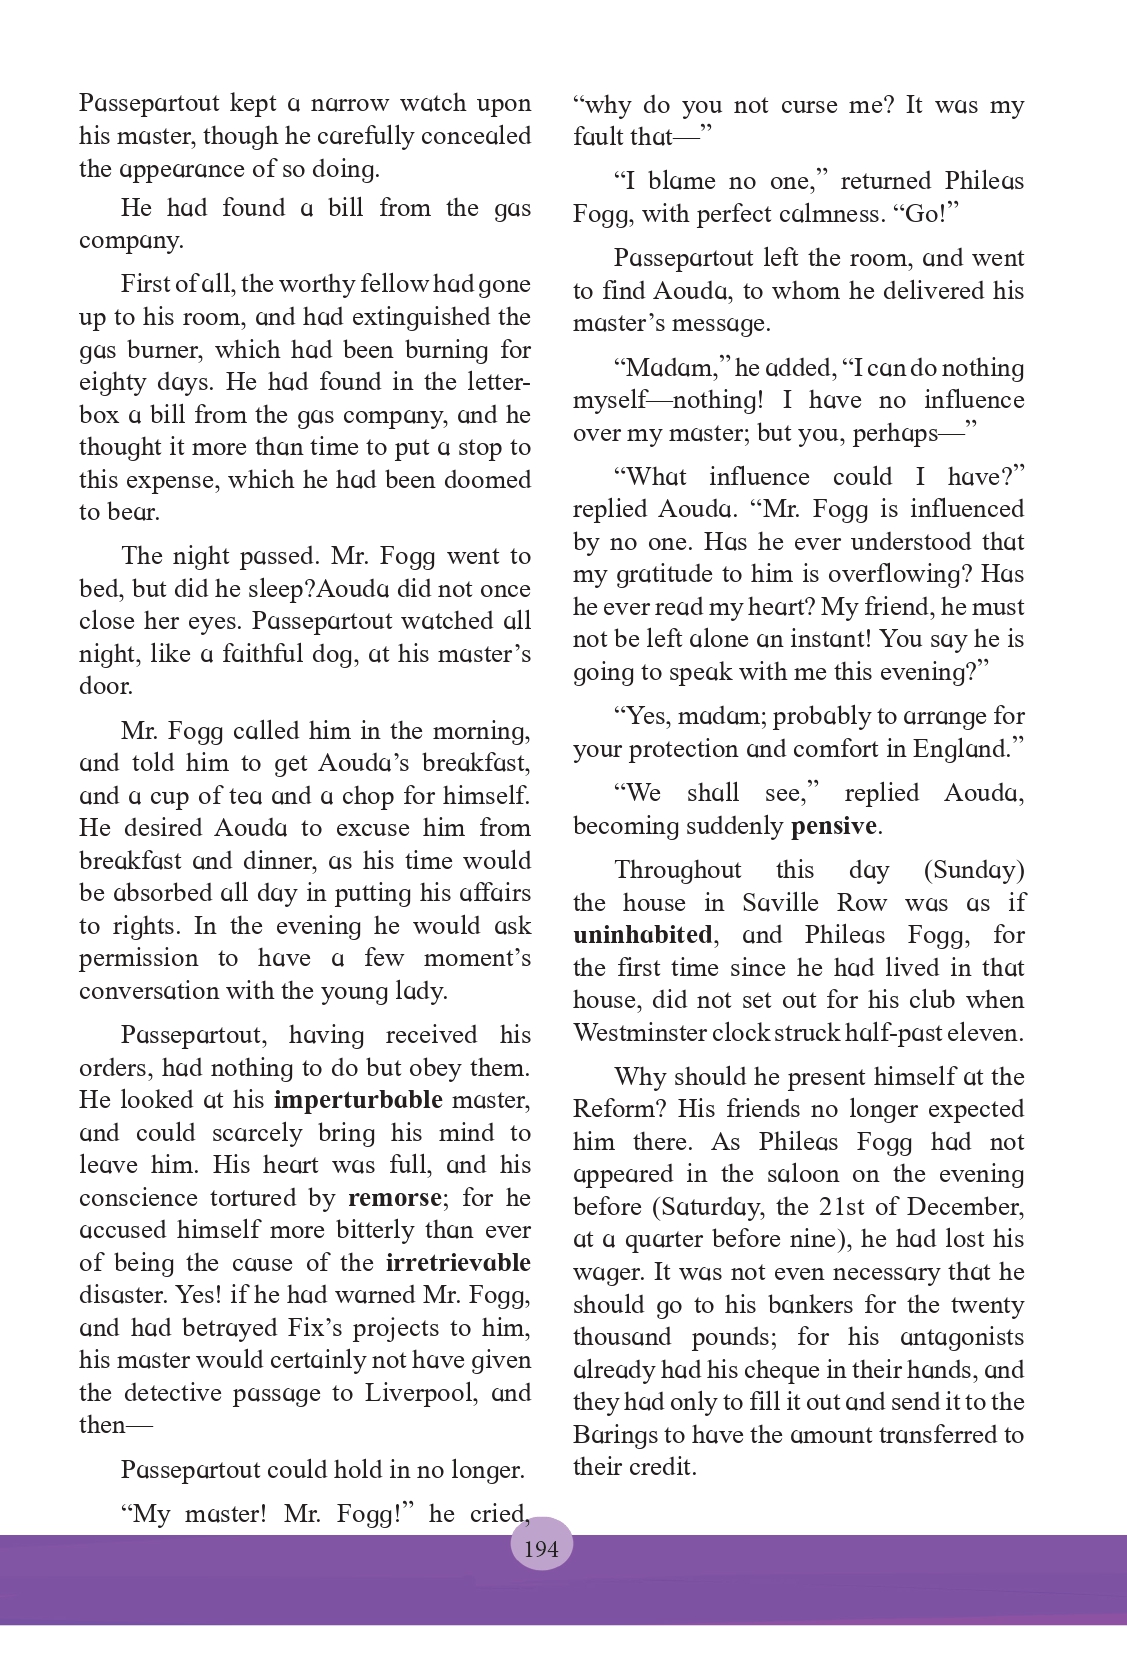 Passepartout kept a narrow watch upon
his master, though he carefully concealed
the appearance of so doing.
He had found a bill from the gas
company.
First of all, the worthy fellow had gone
up to his room, and had extinguished the
gas burner, which had been burning for
eighty days. He had found in the letter-
box a bill from the gas company, and he
thought it more than time to put a stop to
this expense, which he had been doomed
to bear.
The night passed. Mr. Fogg went to
bed, but did he sleep?Aouda did not once
close her eyes. Passepartout watched all
night, like a faithful dog, at his master’s
door.
Mr. Fogg called him in the morning,
and told him to get Aouda’s breakfast,
and a cup of tea and a chop for himself.
He desired Aouda to excuse him from
breakfast and dinner, as his time would
be absorbed all day in putting his affairs
to rights. In the evening he would ask
permission to have a few moment’s
conversation with the young lady.
Passepartout, having received his
orders, had nothing to do but obey them.
He looked at his imperturbable master,
and could scarcely bring his mind to
leave him. His heart was full, and his
conscience tortured by remorse; for he
accused himself more bitterly than ever
of being the cause of the irretrievable
disaster. Yes! if he had warned Mr. Fogg,
and had betrayed Fix’s projects to him,
his master would certainly not have given
the detective passage to Liverpool, and
then—
Passepartout could hold in no longer.
“My master! Mr. Fogg!” he cried,
“why do you not curse me? It was my
fault that—”
“I blame no one,” returned Phileas
Fogg, with perfect calmness. “Go!”
Passepartout left the room, and went
to find Aouda, to whom he delivered his
master’s message.
“Madam,” he added, “I can do nothing
myself—nothing! I have no influence
over my master; but you, perhaps—”
“What influence could I have?”
replied Aouda. “Mr. Fogg is influenced
by no one. Has he ever understood that
my gratitude to him is overflowing? Has
he ever read my heart? My friend, he must
not be left alone an instant! You say he is
going to speak with me this evening?”
“Yes, madam; probably to arrange for
your protection and comfort in England.”
“We shall see,” replied Aouda,
becoming suddenly pensive.
Throughout this day (Sunday)
the house in Saville Row was as if
uninhabited, and Phileas Fogg, for
the first time since he had lived in that
house, did not set out for his club when
Westminster clock struck half-past eleven.
Why should he present himself at the
Reform? His friends no longer expected
him there. As Phileas Fogg had not
appeared in the saloon on the evening
before (Saturday, the 21st of December,
at a quarter before nine), he had lost his
wager. It was not even necessary that he
should go to his bankers for the twenty
thousand pounds; for his antagonists
already had his cheque in their hands, and
they had only to fill it out and send it to the
Barings to have the amount transferred to
their credit.
194